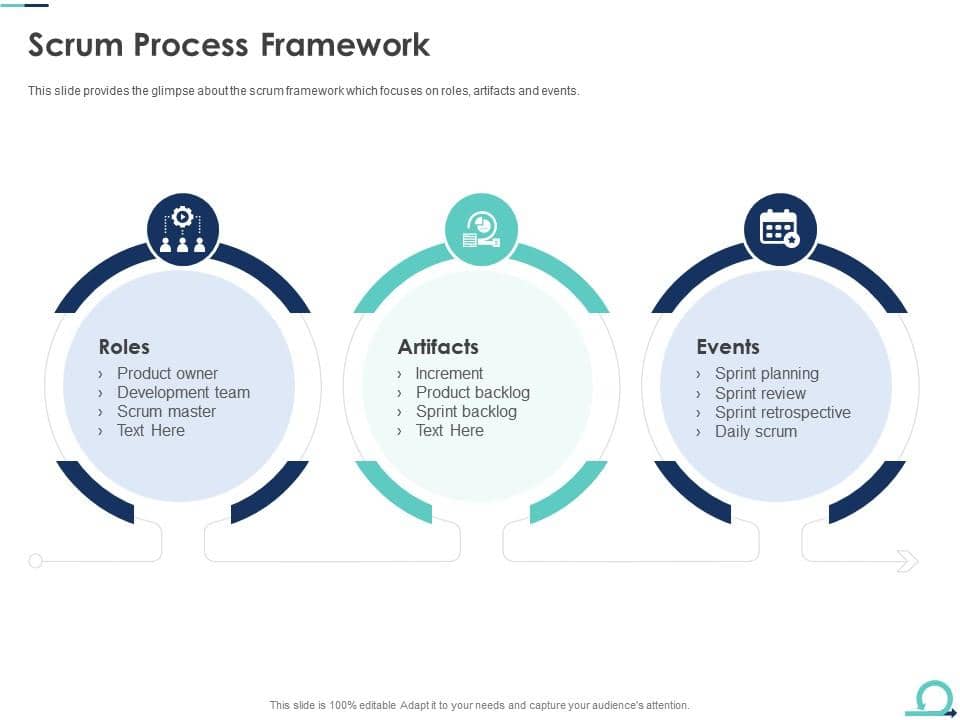 Scrum Process Framework
This slide provides the glimpse about the scrum framework which focuses on roles, artifacts and events.
Roles
› Product owner
› Development team
› Scrum master
› Text Here
Artifacts
› Increment
› Product backlog
› Sprint backlog
› Text Here
Events
› Sprint planning
› Sprint review
› Sprint retrospective
› Daily scrum
This slide is 100% editable Adapt it to your needs and capture your audience's attention.